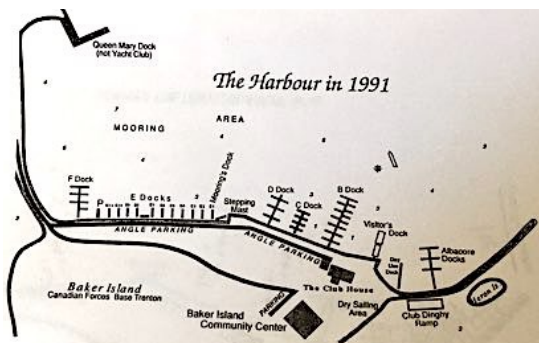 Queen Mary Dock
(not Yacht Club)
The Harbour in 1991
MOORING
AREA
F Dock
E Docks
Mooring's Dock
Stepping
Mast
D Dock
C Dock
B Dock
Visitor's
Dock
Albacore
Docks
ANGLE PARKING
ANGLE PARKING
Day
Use
Dock
The Club House
Baker Island
Canadian Forces Base Trenton
PARKING
Dry Sailing
Area
Club Dinghy
Ramp
Baker Island
Community Center